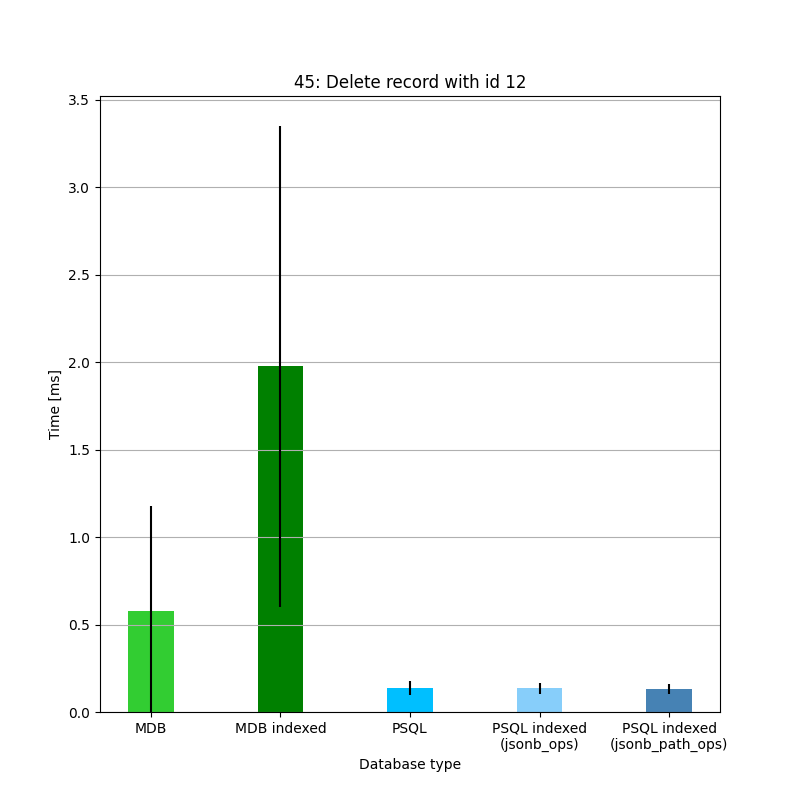 45: Delete record with id 12
3.5
3.0
2.5
2.0
1.5
1.0
0.5
0.0
Time [ms]
MDB
MDB indexed
PSQL
PSQL indexed
(jsonb_ops)
PSQL indexed
(jsonb_path_ops)
Database type